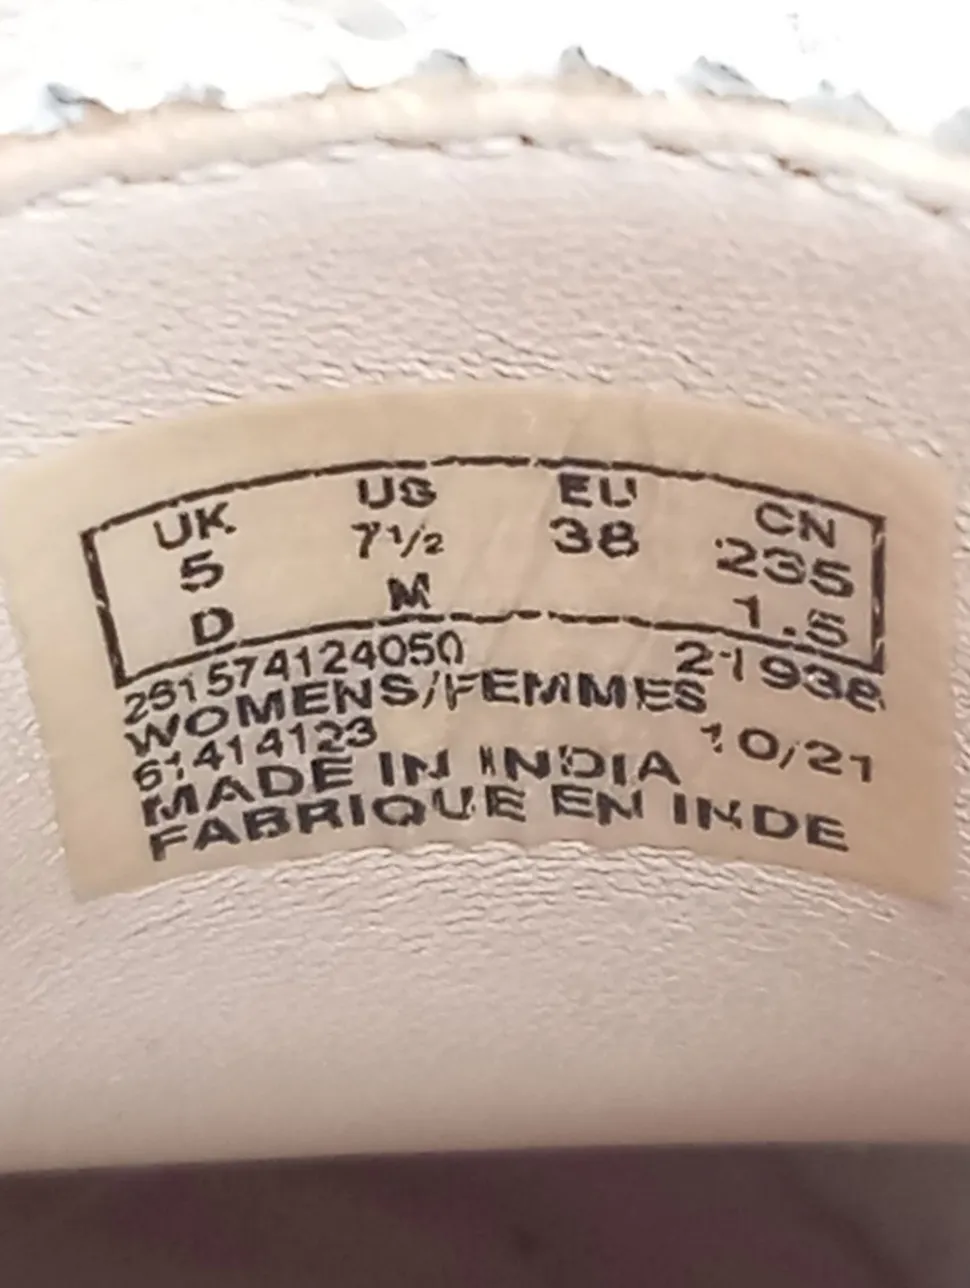 UK US EU CN
5 7½ 38 235
D M 1.5
261574124050 21938
WOMENS/FEMMES
61414123 10/21
MADE IN INDIA
FABRIQUE EN INDE